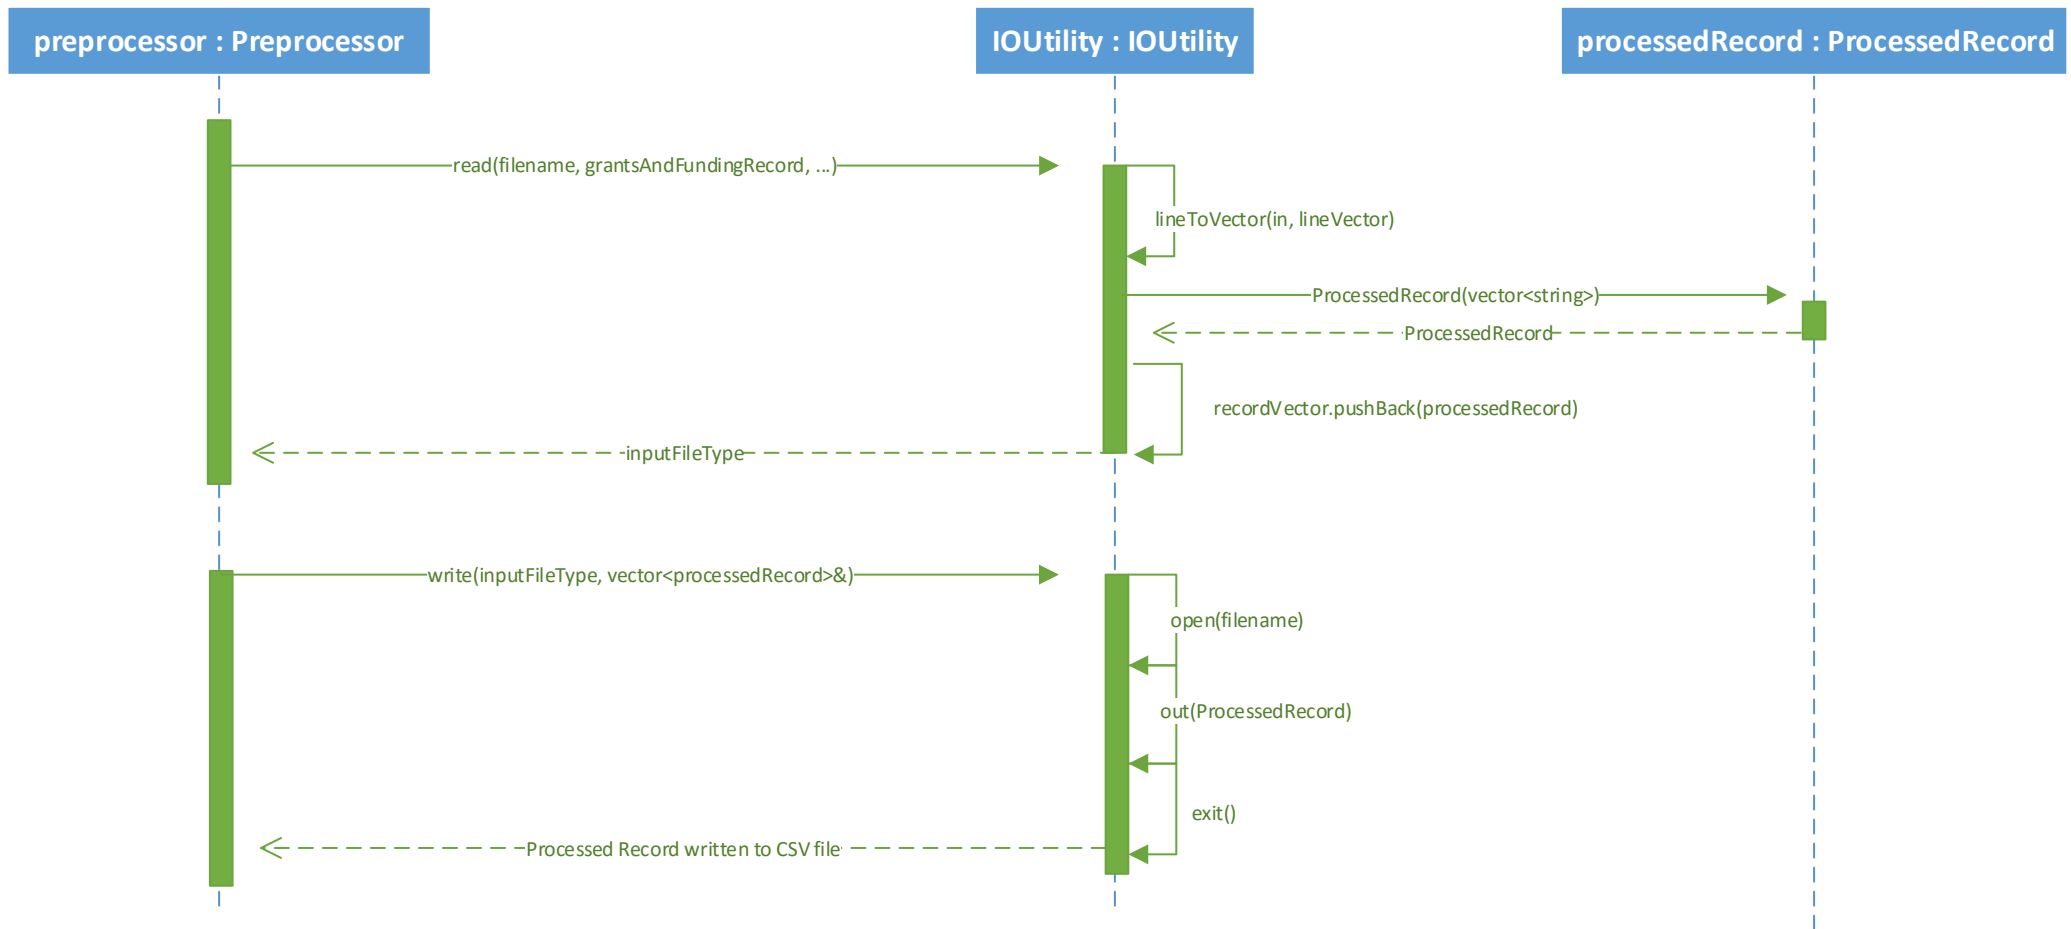 preprocessor : Preprocessor
IOUtility : IOUtility
processedRecord : ProcessedRecord
read(filename, grantsAndFundingRecord, ...)
lineToVector(in, lineVector)
ProcessedRecord(vector<string>)
ProcessedRecord
recordVector.pushBack(processedRecord)
inputFileType
write(inputFileType, vector<processedRecord>&)
open(filename)
out(ProcessedRecord)
exit()
Processed Record written to CSV file